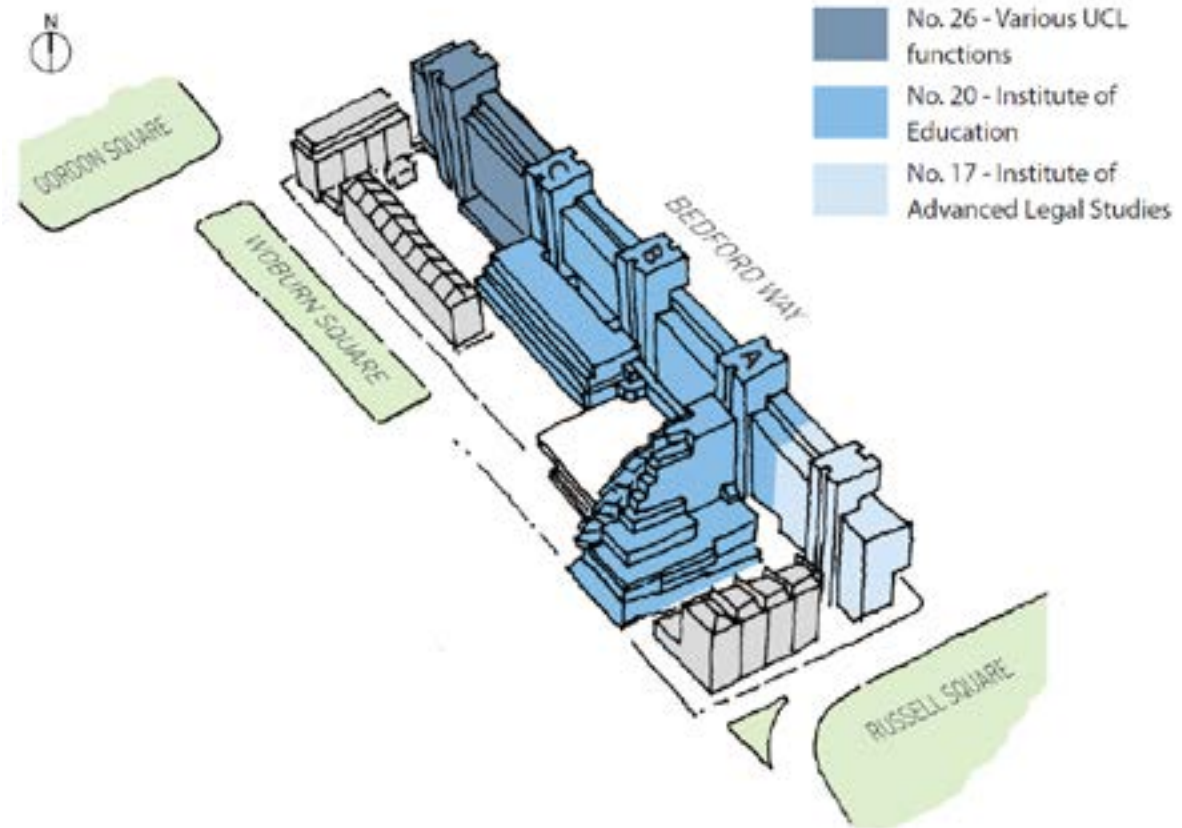 N
No. 26 - Various UCL
functions
No. 20 - Institute of
Education
No. 17 - Institute of
Advanced Legal Studies
GORDON SQUARE
WOBURN SQUARE
BEDFORD WAY
C
B
A
RUSSELL SQUARE